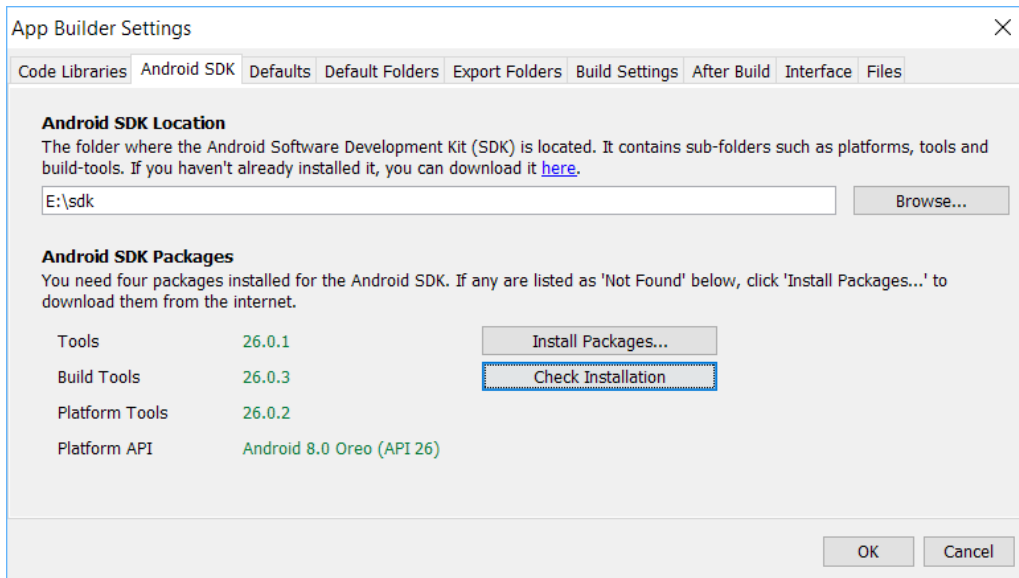 App Builder Settings
Code Libraries Android SDK Defaults Default Folders Export Folders Build Settings After Build Interface Files
Android SDK Location
The folder where the Android Software Development Kit (SDK) is located. It contains sub-folders such as platforms, tools and
build-tools. If you haven't already installed it, you can download it here.
E:\sdk Browse...
Android SDK Packages
You need four packages installed for the Android SDK. If any are listed as 'Not Found' below, click 'Install Packages...' to
download them from the internet.
Tools 26.0.1 Install Packages...
Build Tools 26.0.3 Check Installation
Platform Tools 26.0.2
Platform API Android 8.0 Oreo (API 26)
OK Cancel